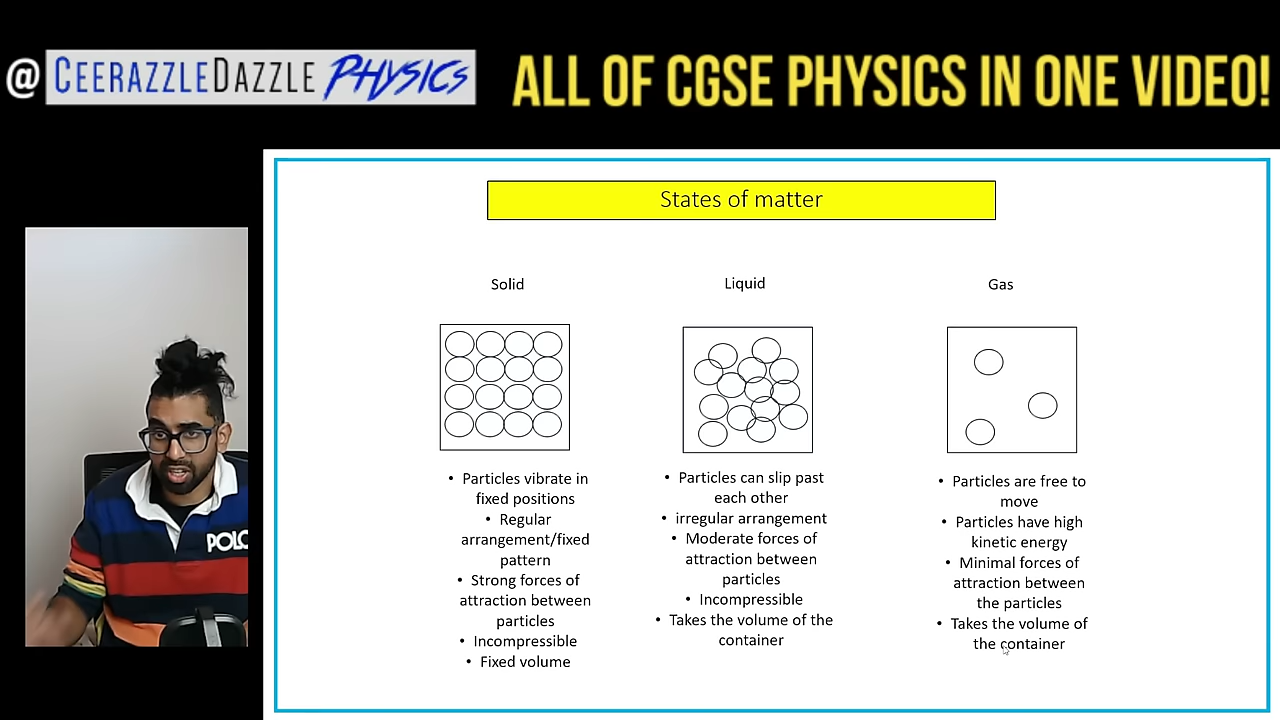 @ CEERAZZLEDAZZLE PHYSICS
ALL OF CGSE PHYSICS IN ONE VIDEO!
States of matter
Solid
• Particles vibrate in
fixed positions
• Regular
arrangement/fixed
pattern
• Strong forces of
attraction between
particles
• Incompressible
• Fixed volume
Liquid
• Particles can slip past
each other
• irregular arrangement
• Moderate forces of
attraction between
particles
• Incompressible
• Takes the volume of the
container
Gas
• Particles are free to
move
• Particles have high
kinetic energy
• Minimal forces of
attraction between
the particles
• Takes the volume of
the container
POLO